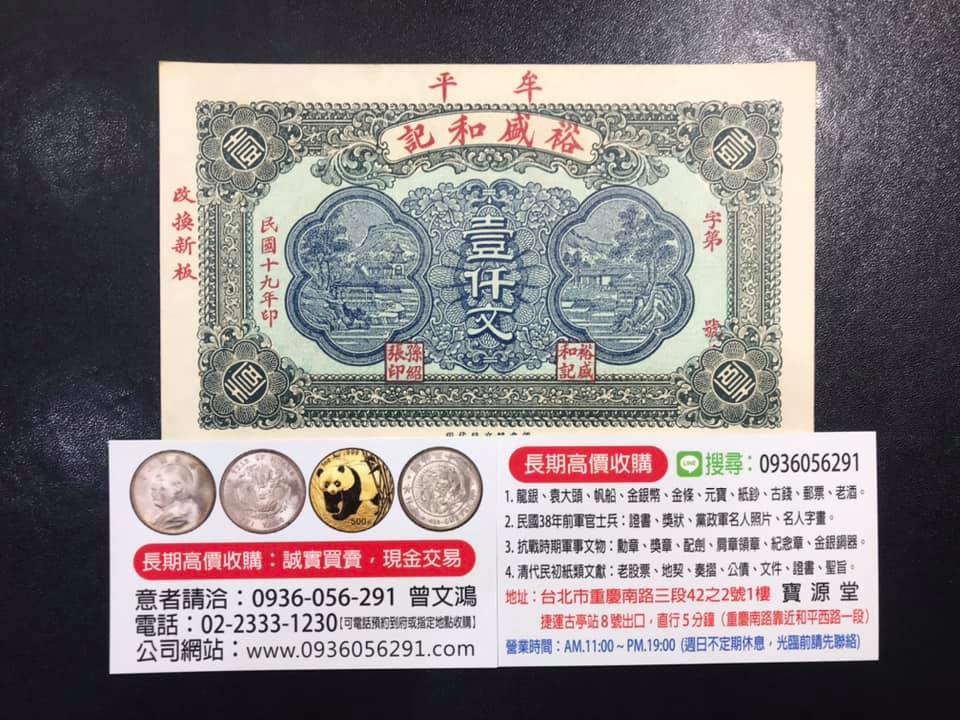 牟平
裕盛和記
字第 號
壹仟文
民國十九年印
改換新板
裕盛和記
孫紹張印
500元
長期高價收購：誠實買賣，現金交易
意者請洽：0936-056-291 曾文鴻
電話：02-2333-1230【可電話預約到府或指定地點收購】
公司網站：www.0936056291.com
長期高價收購 LINE 搜尋：0936056291
1. 龍銀、袁大頭、帆船、金銀幣、金條、元寶、紙鈔、古錢、郵票、老酒。
2. 民國38年前軍官士兵：證書、獎狀、黨政軍名人照片、名人字畫。
3. 抗戰時期軍事文物：勳章、獎章、配劍、肩章領章、紀念章、金銀銅器。
4. 清代民初紙類文獻：老股票、地契、奏摺、公債、文件、證書、聖旨。
地址：台北市重慶南路三段42之2號1樓 寶源堂
捷運古亭站8號出口，直行5分鐘（重慶南路靠近和平西路一段）
營業時間：AM.11:00~PM.19:00 (週日不定期休息，光臨前請先聯絡)